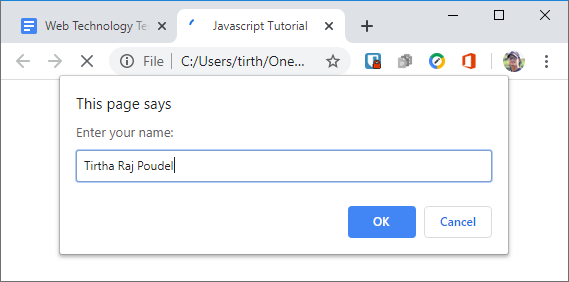 Web Technology Te
Javascript Tutorial
File | C:/Users/tirth/One...
This page says
Enter your name:
Tirtha Raj Poudel
OK
Cancel